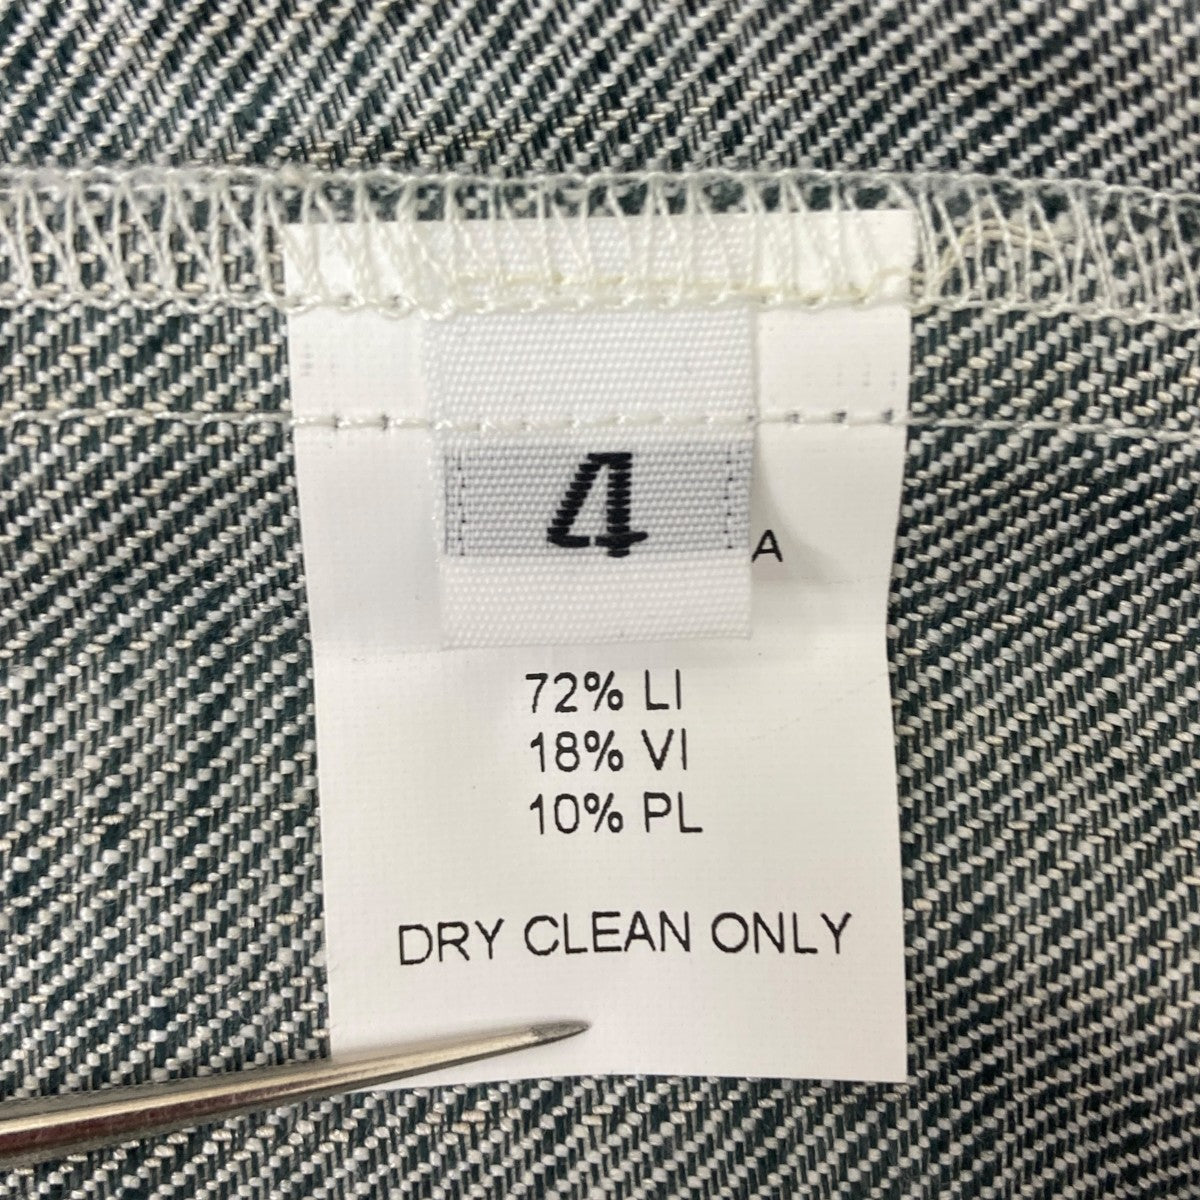 4
A
72% LI
18% VI
10% PL
DRY CLEAN ONLY